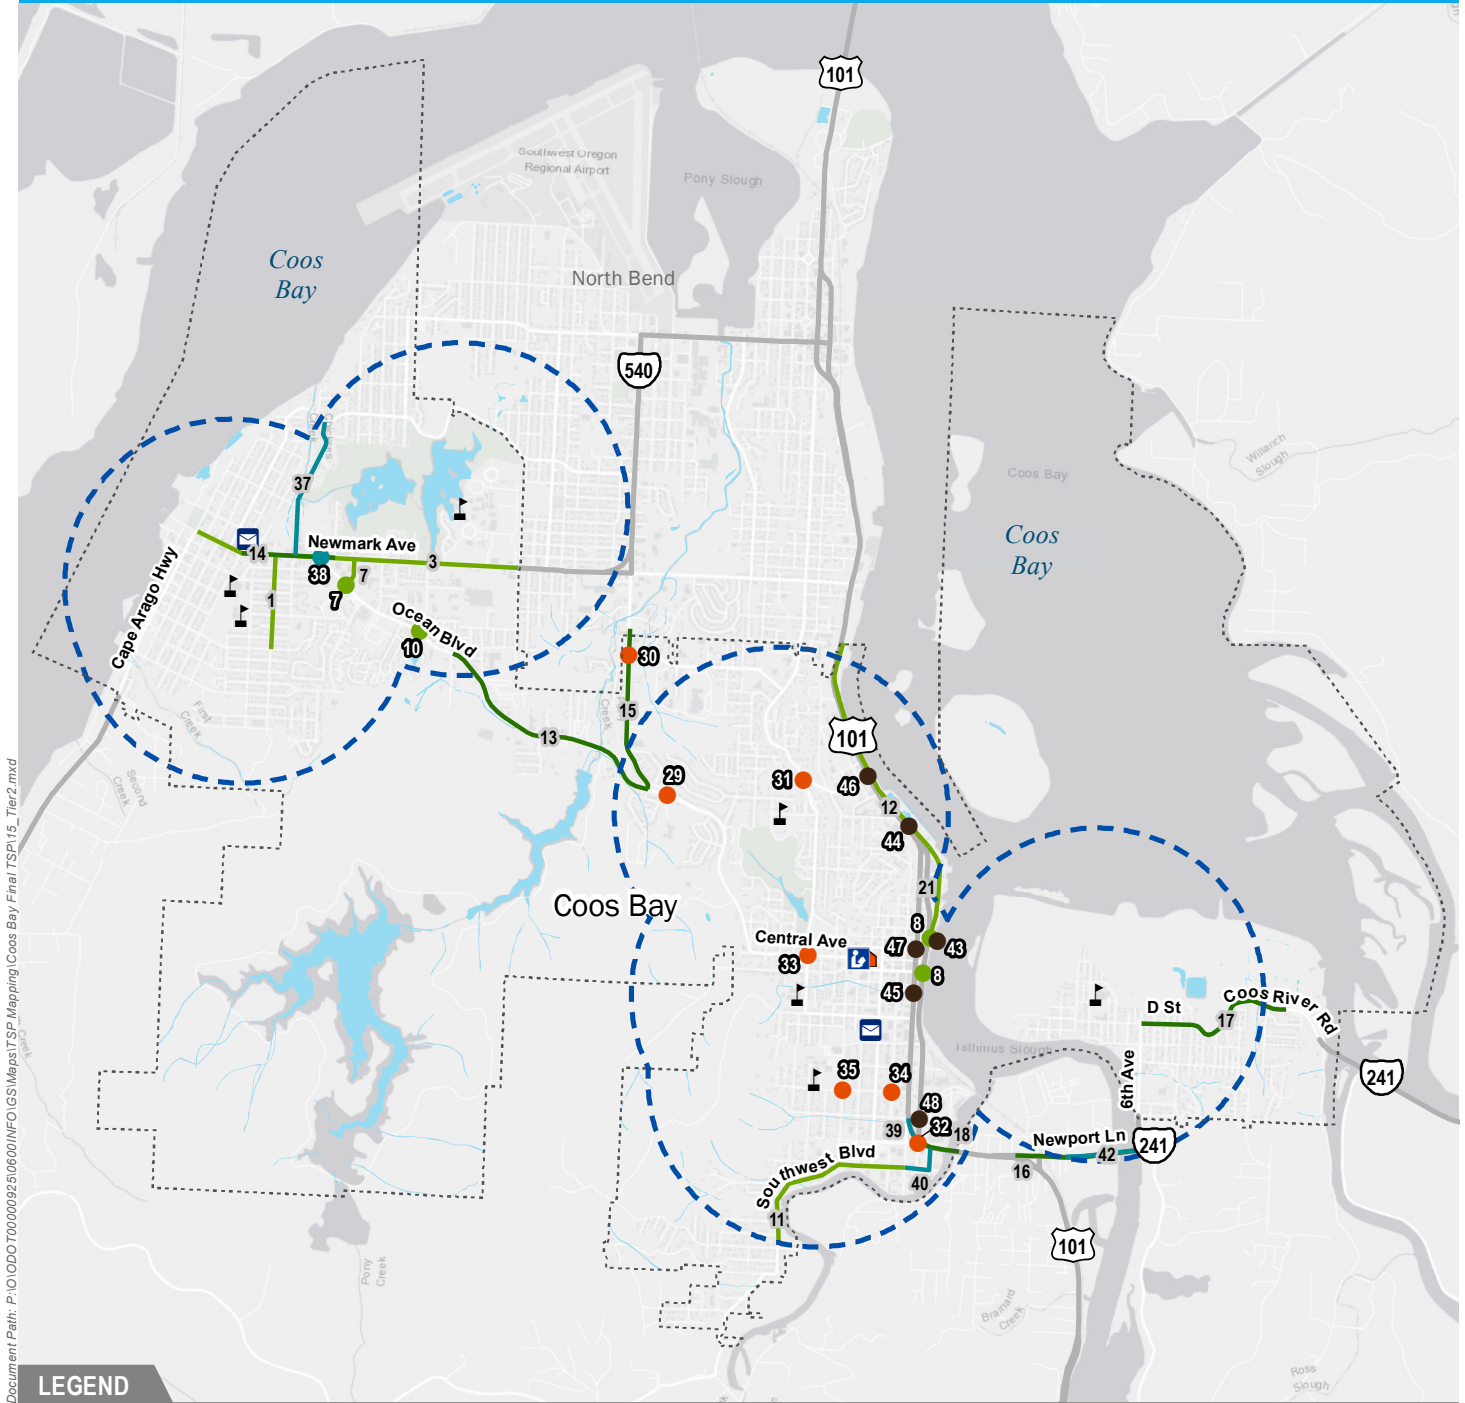 101
Southwest Oregon
Regional Airport
Pony Slough
Coos
Bay
North Bend
540
Willanch
Slough
Coos Bay
37
Coos
Bay
Newmark Ave
14
3
38
7
7
1
Cape Arago Hwy
Ocean Blvd
10
30
First
Creek
Creek
15
13
101
Second
Creek
29
31
46
12
44
21
Coos Bay
8
Central Ave
47
43
33
8
45
D St
Coos River Rd
17
Isthmus Slough
6th Ave
241
35
34
48
39
32
18
Newport Ln
241
42
16
Southwest Blvd
40
11
101
Pony
Creek
Brainard
Creek
Ross
Slough
Document Path: P:\O\ODOT00000925\0600INFO\GS\Maps\TSP Mapping\Coos Bay Final TSP\15_Tier2.mxd
LEGEND